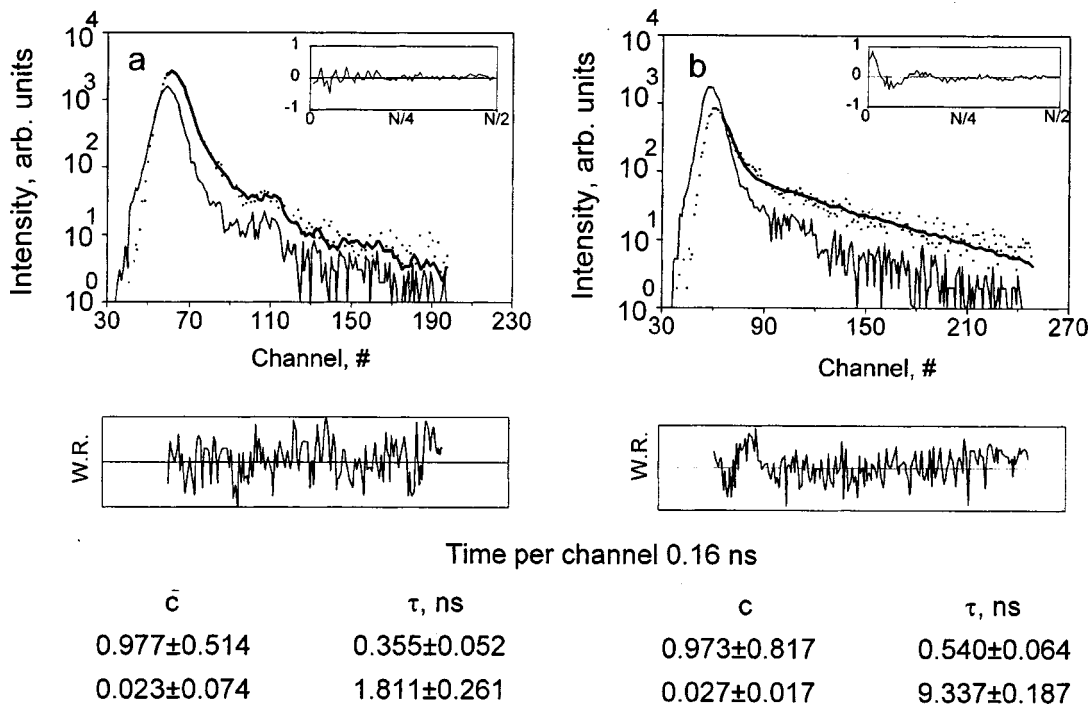 a
Intensity, arb. units
10 4
10 3
10 2
10 1
10 0
30 70 110 150 190 230
Channel, #
1
0
-1
0 N/4 N/2
b
Intensity, arb. units
10 4
10 3
10 2
10 1
10 0
30 90 150 210 270
Channel, #
1
0
-1
0 N/4 N/2
W.R.
W.R.
Time per channel 0.16 ns
c̄ τ, ns c τ, ns
0.977±0.514 0.355±0.052 0.973±0.817 0.540±0.064
0.023±0.074 1.811±0.261 0.027±0.017 9.337±0.187